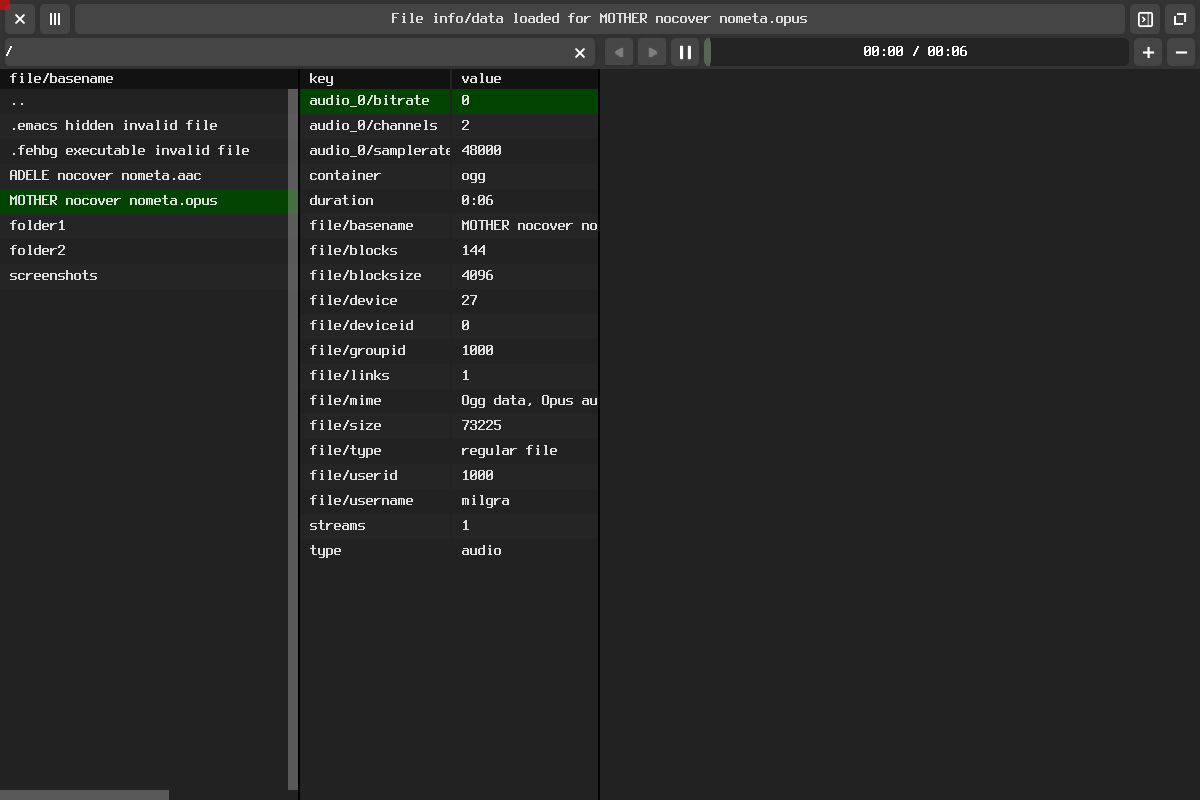 File info/data loaded for MOTHER nocover nometa.opus
/
00:00 / 00:06
file/basename
..
.emacs hidden invalid file
.fehbg executable invalid file
ADELE nocover nometa.aac
MOTHER nocover nometa.opus
folder1
folder2
screenshots
key value
audio_0/bitrate 0
audio_0/channels 2
audio_0/samplerate 48000
container ogg
duration 0:06
file/basename MOTHER nocover no
file/blocks 144
file/blocksize 4096
file/device 27
file/deviceid 0
file/groupid 1000
file/links 1
file/mime Ogg data, Opus au
file/size 73225
file/type regular file
file/userid 1000
file/username milgra
streams 1
type audio